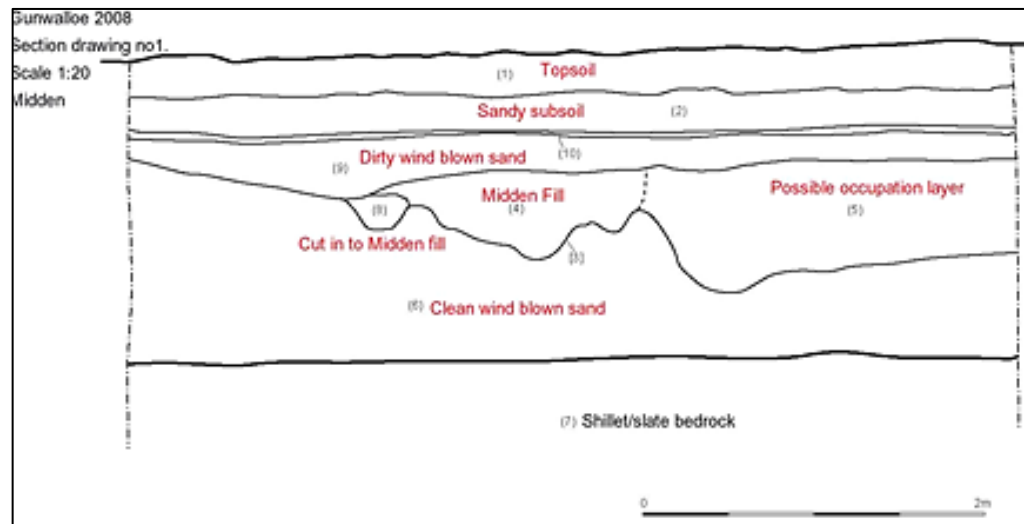 Gunwalloe 2008
Section drawing no1.
Scale 1:20
Midden
(1) Topsoil
Sandy subsoil (2)
(10)
(9) Dirty wind blown sand
Midden Fill
(4)
Possible occupation layer
(5)
(8)
Cut in to Midden fill
(3)
(6) Clean wind blown sand
(7) Shillet/slate bedrock
0 2m